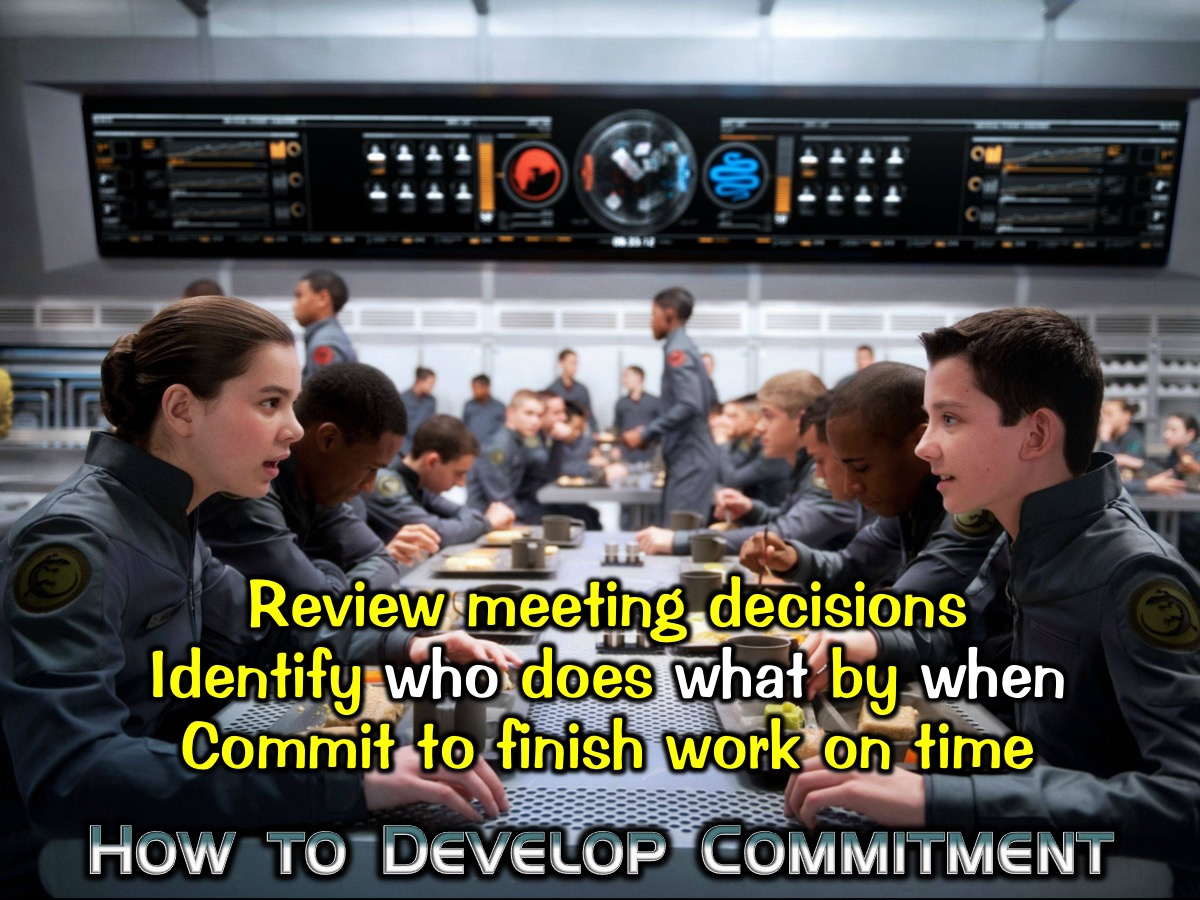 Review meeting decisions
Identify who does what by when
Commit to finish work on time
How to Develop Commitment